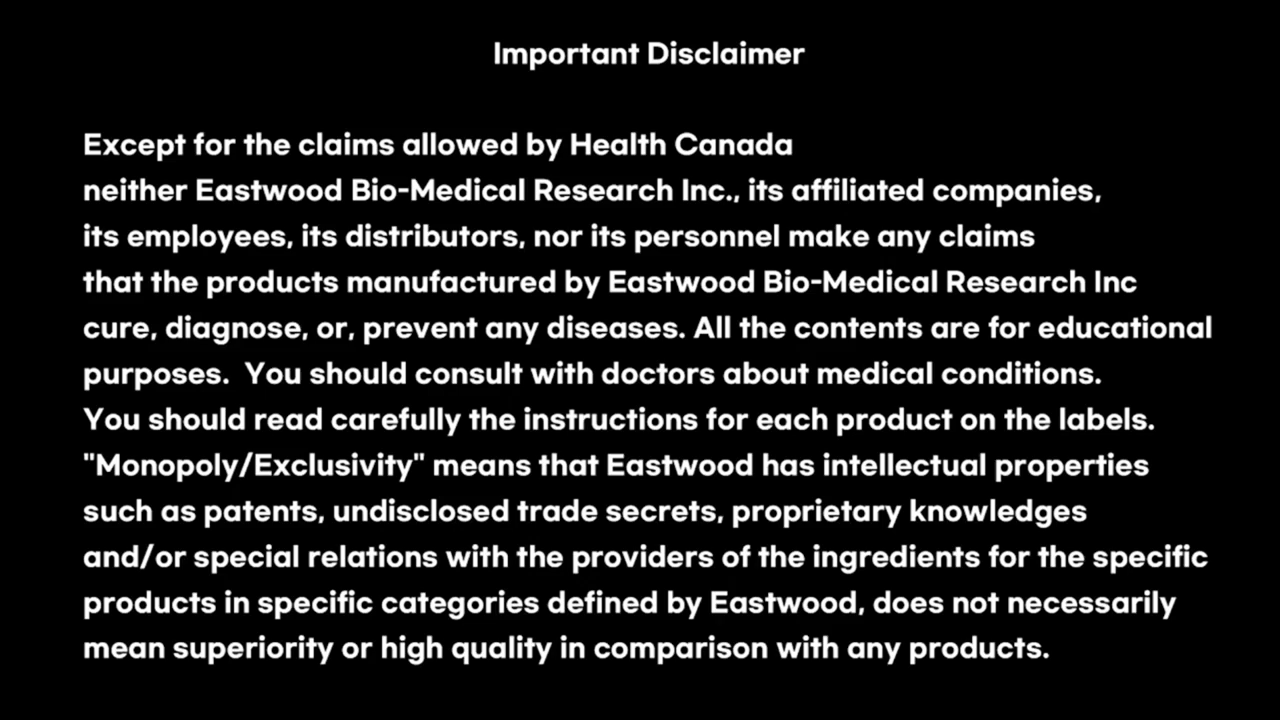 Important Disclaimer
Except for the claims allowed by Health Canada
neither Eastwood Bio-Medical Research Inc., its affiliated companies,
its employees, its distributors, nor its personnel make any claims
that the products manufactured by Eastwood Bio-Medical Research Inc
cure, diagnose, or, prevent any diseases. All the contents are for educational
purposes.  You should consult with doctors about medical conditions.
You should read carefully the instructions for each product on the labels.
"Monopoly/Exclusivity" means that Eastwood has intellectual properties
such as patents, undisclosed trade secrets, proprietary knowledges
and/or special relations with the providers of the ingredients for the specific
products in specific categories defined by Eastwood, does not necessarily
mean superiority or high quality in comparison with any products.